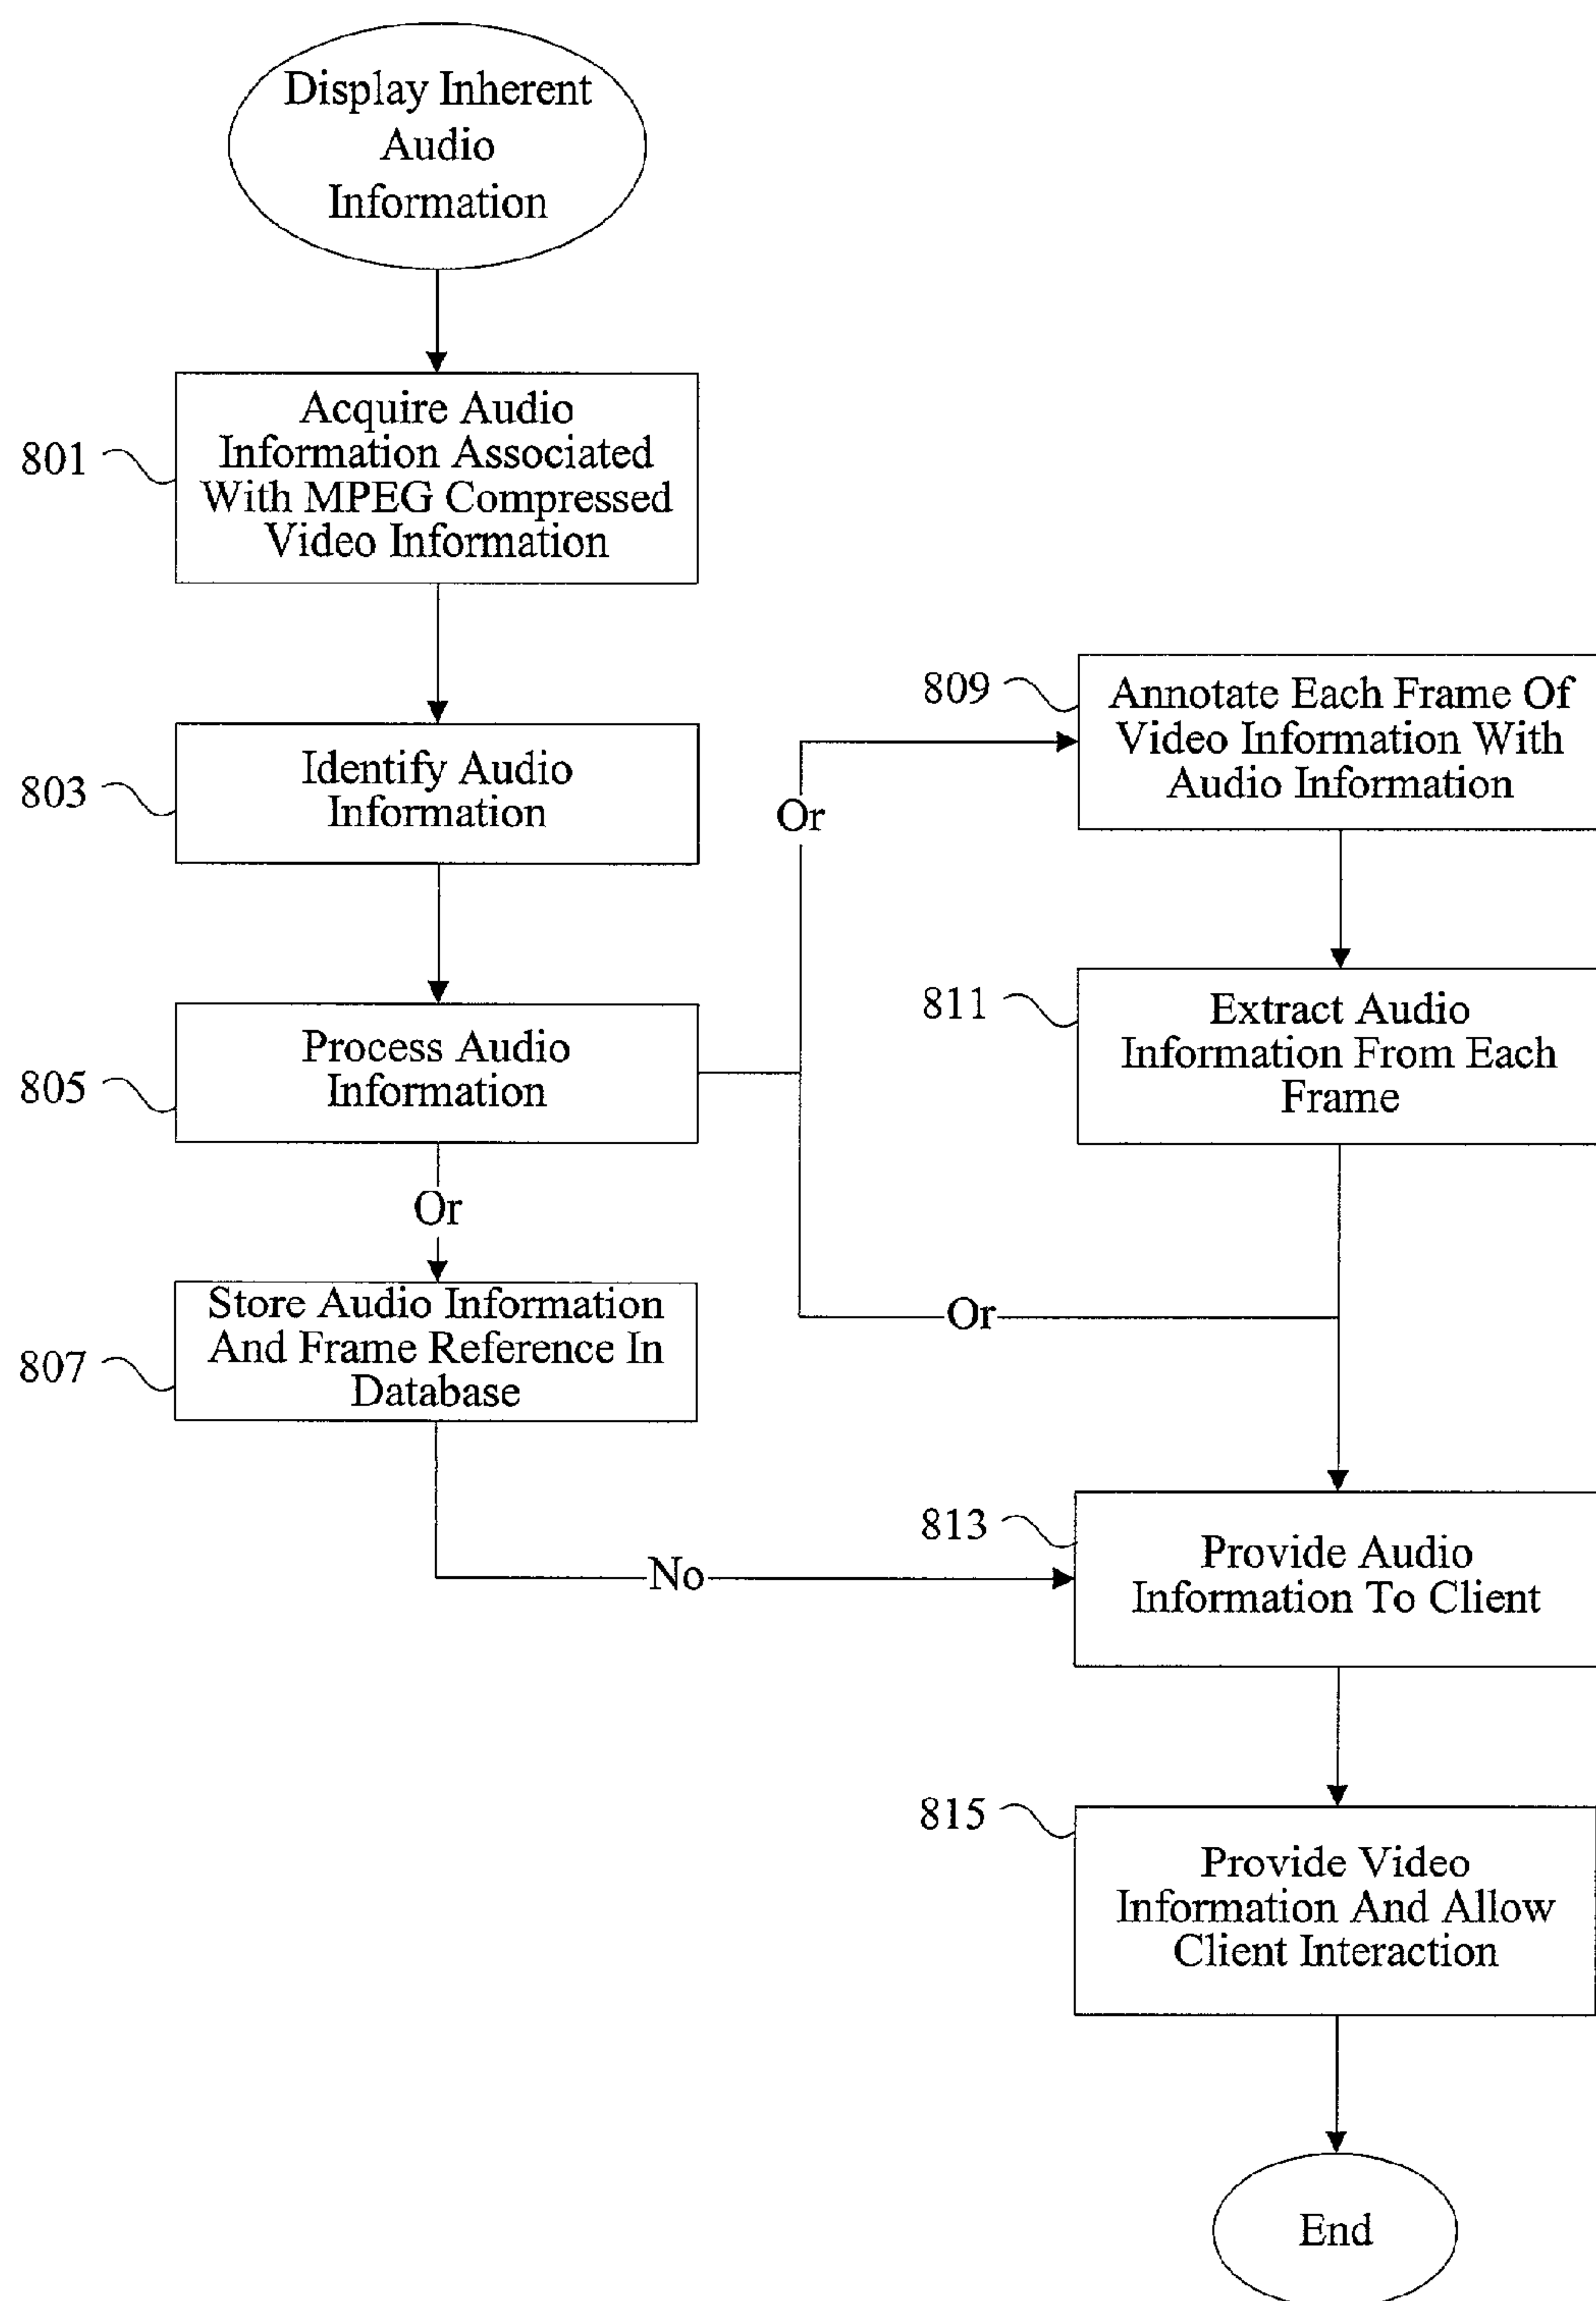 Display Inherent
Audio
Information
801
Acquire Audio
Information Associated
With MPEG Compressed
Video Information
803
Identify Audio
Information
805
Process Audio
Information
Or
807
Store Audio Information
And Frame Reference In
Database
No
Or
809
Annotate Each Frame Of
Video Information With
Audio Information
811
Extract Audio
Information From Each
Frame
Or
813
Provide Audio
Information To Client
815
Provide Video
Information And Allow
Client Interaction
End